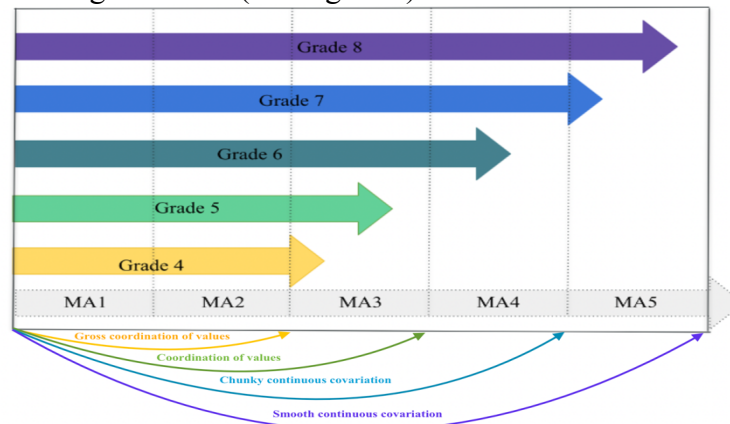 Grade 8
Grade 7
Grade 6
Grade 5
Grade 4
MA1 MA2 MA3 MA4 MA5
Gross coordination of values
Coordination of values
Chunky continuous covariation
Smooth continuous covariation